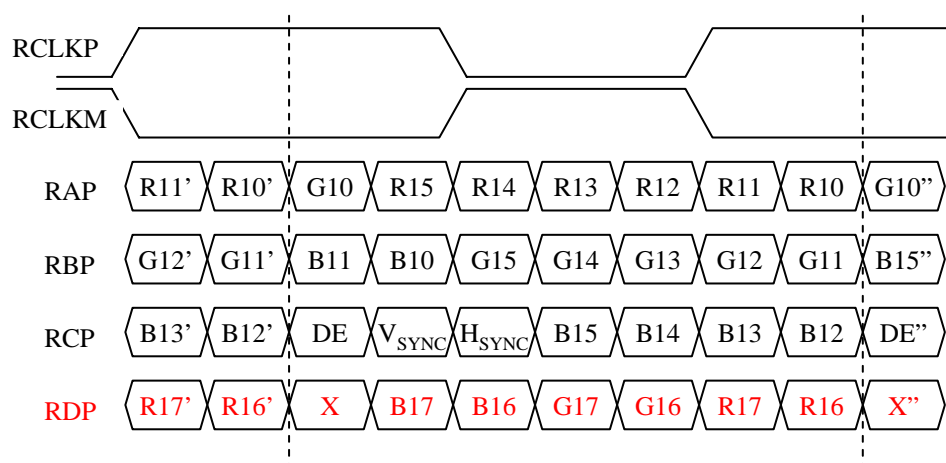 RCLKP
RCLKM
RAP R11’ R10’ G10 R15 R14 R13 R12 R11 R10 G10”
RBP G12’ G11’ B11 B10 G15 G14 G13 G12 G11 B15”
RCP B13’ B12’ DE VSYNC HSYNC B15 B14 B13 B12 DE”
RDP R17’ R16’ X B17 B16 G17 G16 R17 R16 X”